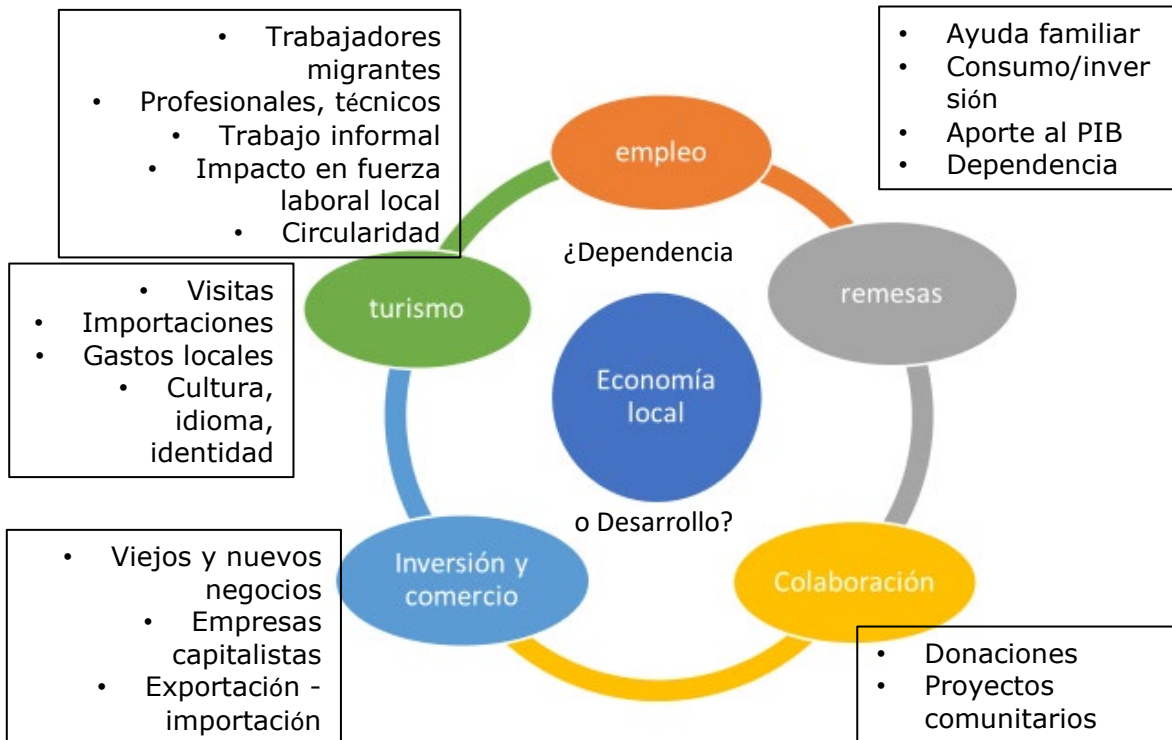 • Trabajadores
migrantes
• Profesionales, técnicos
• Trabajo informal
• Impacto en fuerza
laboral local
• Circularidad
• Ayuda familiar
• Consumo/inver
sión
• Aporte al PIB
• Dependencia
empleo
¿Dependencia
remesas
turismo
• Visitas
• Importaciones
• Gastos locales
• Cultura,
idioma,
identidad
Economía
local
o Desarrollo?
Inversión y
comercio
Colaboración
• Viejos y nuevos
negocios
• Empresas
capitalistas
• Exportación -
importación
• Donaciones
• Proyectos
comunitarios